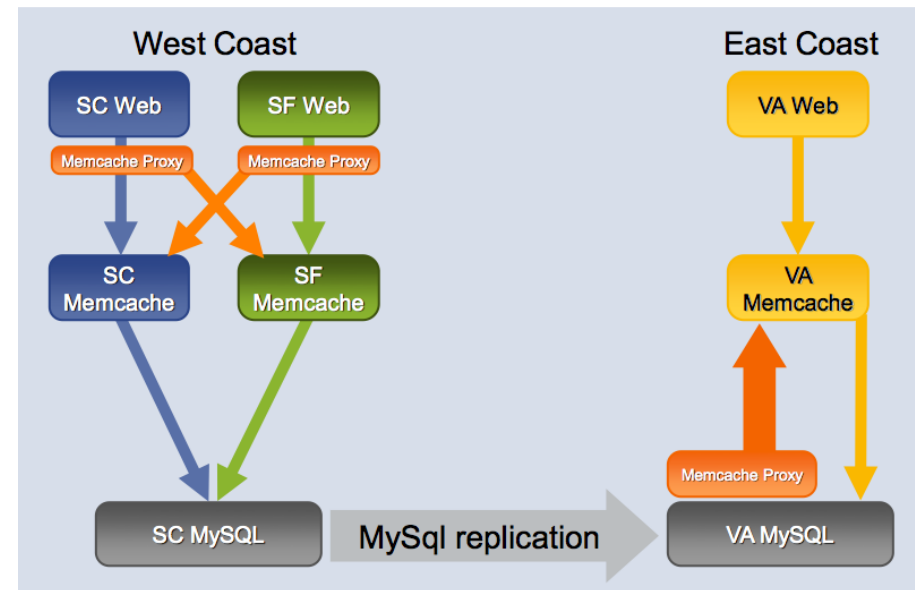 West Coast
East Coast
SC Web
SF Web
VA Web
Memcache Proxy
Memcache Proxy
SC
Memcache
SF
Memcache
VA
Memcache
Memcache Proxy
SC MySQL
MySql replication
VA MySQL